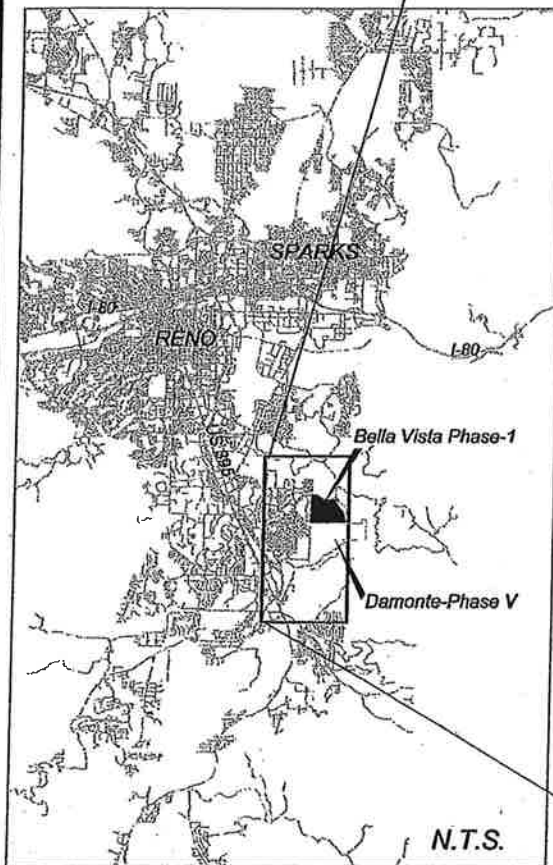 SPARKS
I-80
RENO
I-80
US 395
Bella Vista Phase-1
Damonte-Phase V
N.T.S.